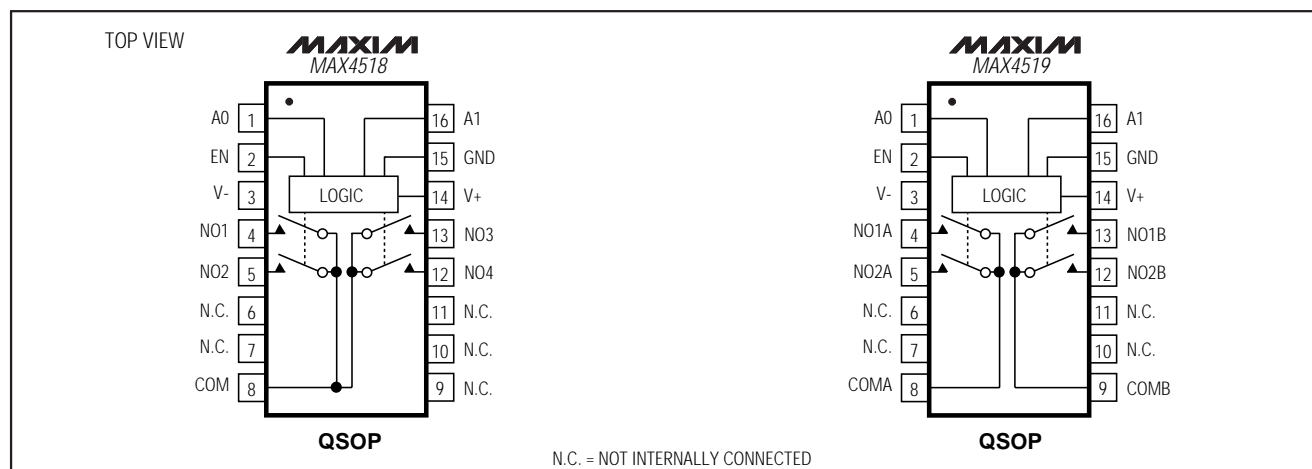 TOP VIEW
MAXIM
MAX4518
A0 1 16 A1
EN 2 15 GND
V- 3 LOGIC 14 V+
NO1 4 13 NO3
NO2 5 12 NO4
N.C. 6 11 N.C.
N.C. 7 10 N.C.
COM 8 9 N.C.
QSOP
MAXIM
MAX4519
A0 1 16 A1
EN 2 15 GND
V- 3 LOGIC 14 V+
NO1A 4 13 NO1B
NO2A 5 12 NO2B
N.C. 6 11 N.C.
N.C. 7 10 N.C.
COMA 8 9 COMB
QSOP
N.C. = NOT INTERNALLY CONNECTED